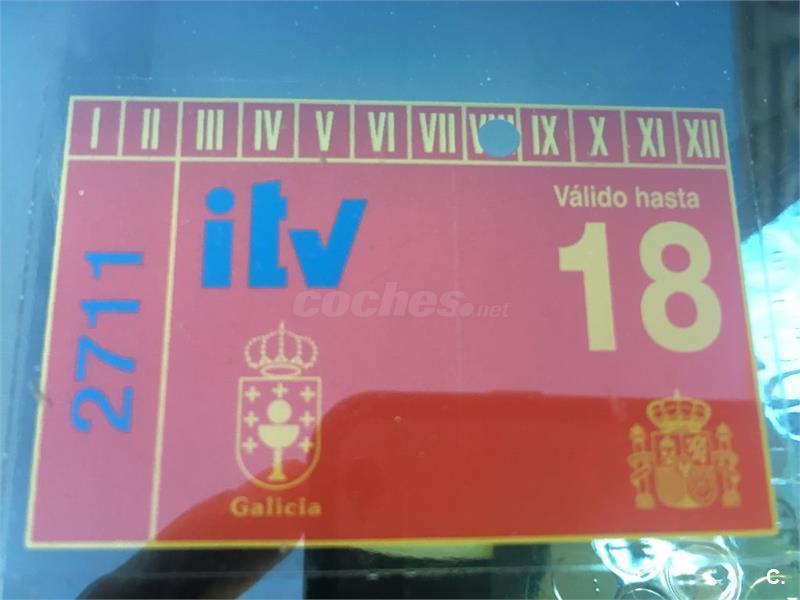 I II III IV V VI VII VIII IX X XI XII
2711
itv
Válido hasta
18
coches.net
Galicia
C.